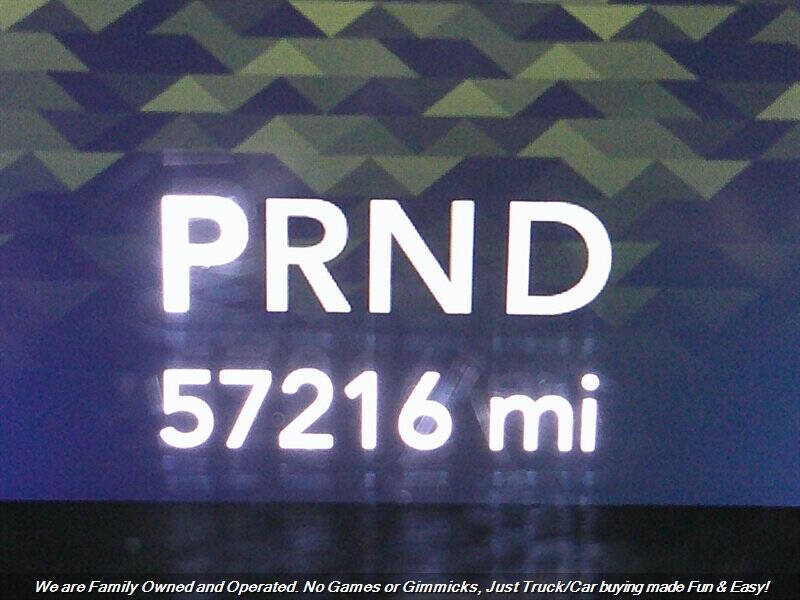 PRND
57216 mi
We are Family Owned and Operated. No Games or Gimmicks, Just Truck/Car buying made Fun & Easy!